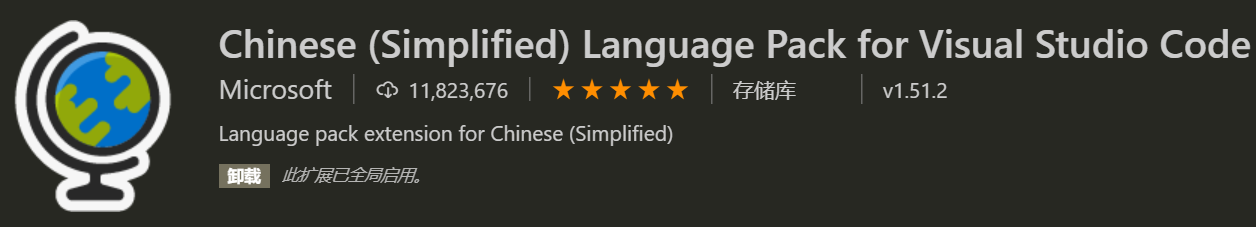 Chinese (Simplified) Language Pack for Visual Studio Code
Microsoft 11,823,676 存储库 v1.51.2
Language pack extension for Chinese (Simplified)
卸载 此扩展已全局启用。